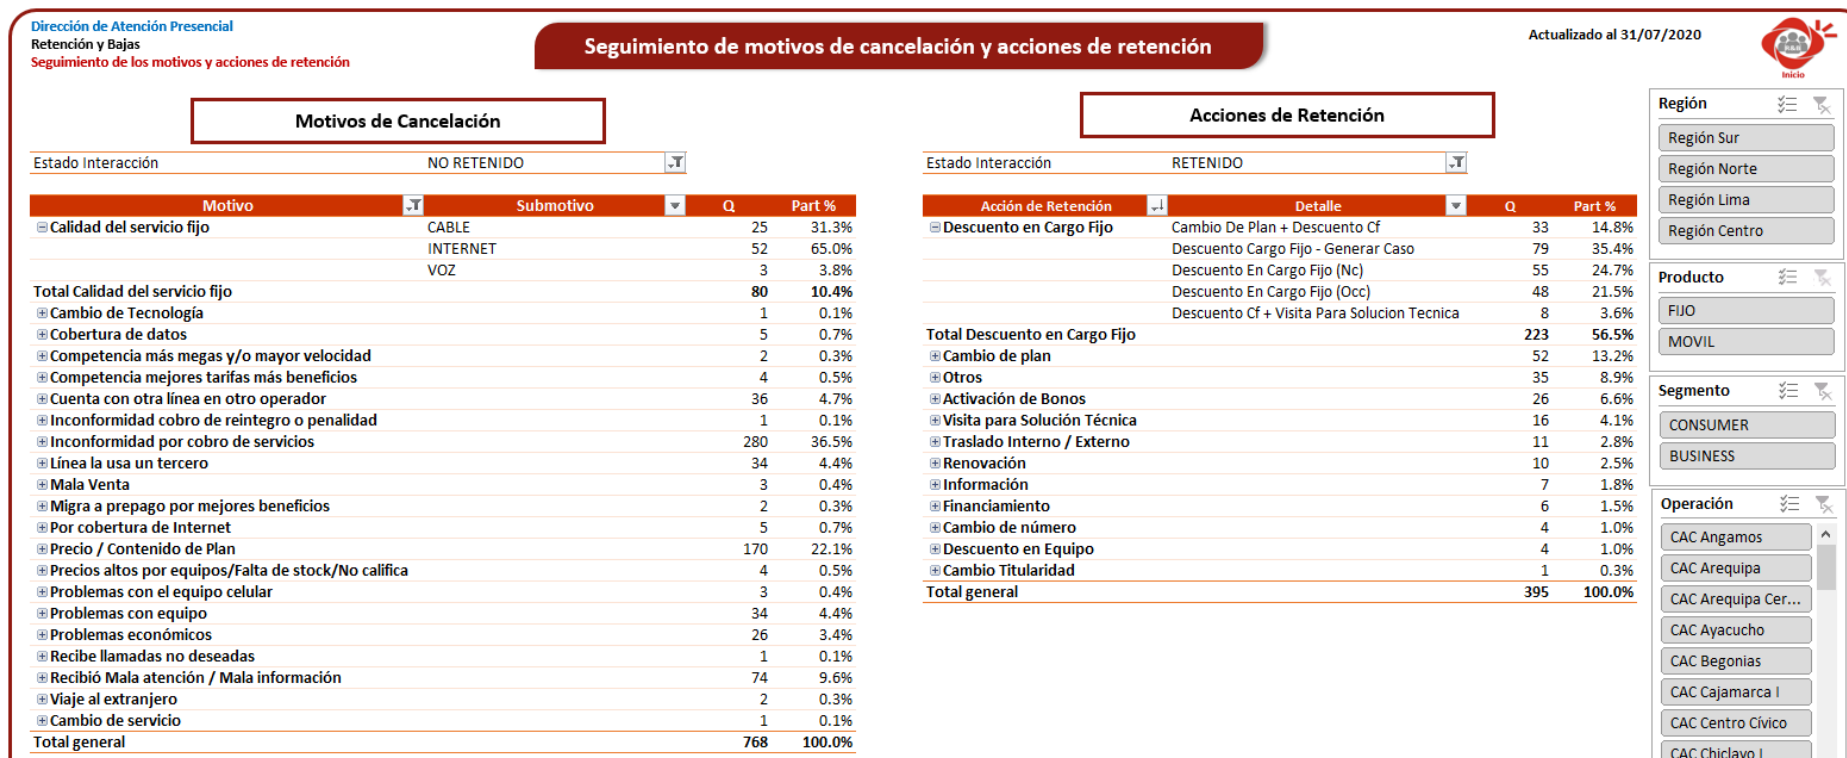 Dirección de Atención Presencial
Retención y Bajas
Seguimiento de los motivos y acciones de retención
Seguimiento de motivos de cancelación y acciones de retención
Actualizado al 31/07/2020
R&R
Inicio
Motivos de Cancelación
Estado Interacción NO RETENIDO
Motivo Submotivo Q Part %
Calidad del servicio fijo CABLE 25 31.3%
INTERNET 52 65.0%
VOZ 3 3.8%
Total Calidad del servicio fijo 80 10.4%
Cambio de Tecnología 1 0.1%
Cobertura de datos 5 0.7%
Competencia más megas y/o mayor velocidad 2 0.3%
Competencia mejores tarifas más beneficios 4 0.5%
Cuenta con otra línea en otro operador 36 4.7%
Inconformidad cobro de reintegro o penalidad 1 0.1%
Inconformidad por cobro de servicios 280 36.5%
Línea la usa un tercero 34 4.4%
Mala Venta 3 0.4%
Migra a prepago por mejores beneficios 2 0.3%
Por cobertura de Internet 5 0.7%
Precio / Contenido de Plan 170 22.1%
Precios altos por equipos/Falta de stock/No califica 4 0.5%
Problemas con el equipo celular 3 0.4%
Problemas con equipo 34 4.4%
Problemas económicos 26 3.4%
Recibe llamadas no deseadas 1 0.1%
Recibió Mala atención / Mala información 74 9.6%
Viaje al extranjero 2 0.3%
Cambio de servicio 1 0.1%
Total general 768 100.0%
Acciones de Retención
Estado Interacción RETENIDO
Acción de Retención Detalle Q Part %
Descuento en Cargo Fijo Cambio De Plan + Descuento Cf 33 14.8%
Descuento Cargo Fijo - Generar Caso 79 35.4%
Descuento En Cargo Fijo (Nc) 55 24.7%
Descuento En Cargo Fijo (Occ) 48 21.5%
Descuento Cf + Visita Para Solucion Tecnica 8 3.6%
Total Descuento en Cargo Fijo 223 56.5%
Cambio de plan 52 13.2%
Otros 35 8.9%
Activación de Bonos 26 6.6%
Visita para Solución Técnica 16 4.1%
Traslado Interno / Externo 11 2.8%
Renovación 10 2.5%
Información 7 1.8%
Financiamiento 6 1.5%
Cambio de número 4 1.0%
Descuento en Equipo 4 1.0%
Cambio Titularidad 1 0.3%
Total general 395 100.0%
Región
Región Sur
Región Norte
Región Lima
Región Centro
Producto
FIJO
MOVIL
Segmento
CONSUMER
BUSINESS
Operación
CAC Angamos
CAC Arequipa
CAC Arequipa Cer...
CAC Ayacucho
CAC Begonias
CAC Cajamarca I
CAC Centro Cívico
CAC Chiclayo I